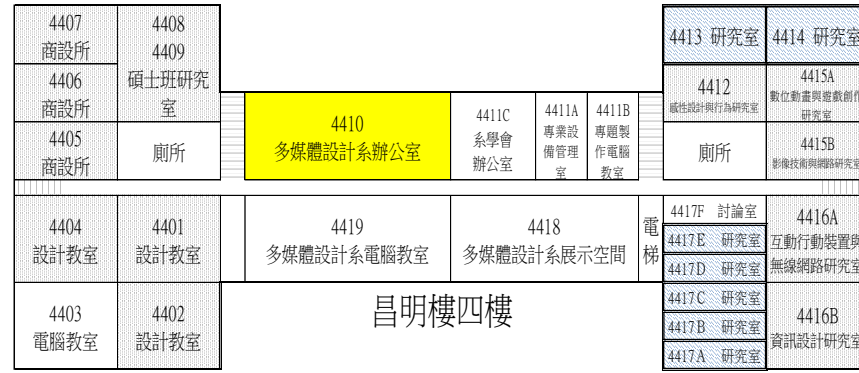 4407
商設所
4408
4409
碩士班研究
室
4406
商設所
4405
商設所
廁所
4410
多媒體設計系辦公室
4411C
系學會
辦公室
4411A
專業設
備管理
室
4411B
專題製
作電腦
教室
4413 研究室
4414 研究室
4412
感性設計與行為研究室
4415A
數位動畫與遊戲創作
研究室
廁所
4415B
影像技術與網路研究室
4404
設計教室
4401
設計教室
4419
多媒體設計系電腦教室
4418
多媒體設計系展示空間
電
梯
4417F 討論室
4417E 研究室
4417D 研究室
4417C 研究室
4417B 研究室
4417A 研究室
4416A
互動行動裝置與
無線網路研究室
4403
電腦教室
4402
設計教室
昌明樓四樓
4416B
資訊設計研究室